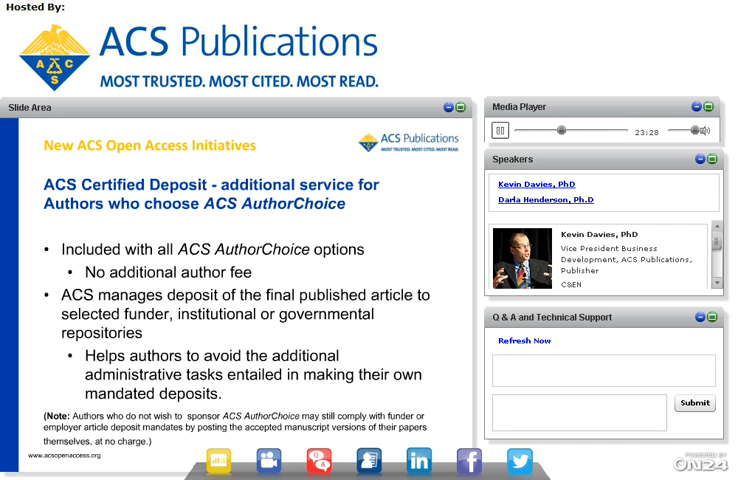 Hosted By:
ACS Publications
MOST TRUSTED. MOST CITED. MOST READ.
A C S
Slide Area
New ACS Open Access Initiatives
ACS Publications
MOST TRUSTED. MOST CITED. MOST READ.
ACS Certified Deposit - additional service for
Authors who choose ACS AuthorChoice
• Included with all ACS AuthorChoice options
• No additional author fee
• ACS manages deposit of the final published article to
selected funder, institutional or governmental
repositories
• Helps authors to avoid the additional
administrative tasks entailed in making their own
mandated deposits.
(Note: Authors who do not wish to sponsor ACS AuthorChoice may still comply with funder or
employer article deposit mandates by posting the accepted manuscript versions of their papers
themselves, at no charge.)
www.acsopenaccess.org
Media Player
23:28
Speakers
Kevin Davies, PhD
Darla Henderson, Ph.D
Kevin Davies, PhD
Vice President Business
Development, ACS Publications,
Publisher
C&EN
Q & A and Technical Support
Refresh Now
Submit
Q A
in
f
POWERED BY
ON24